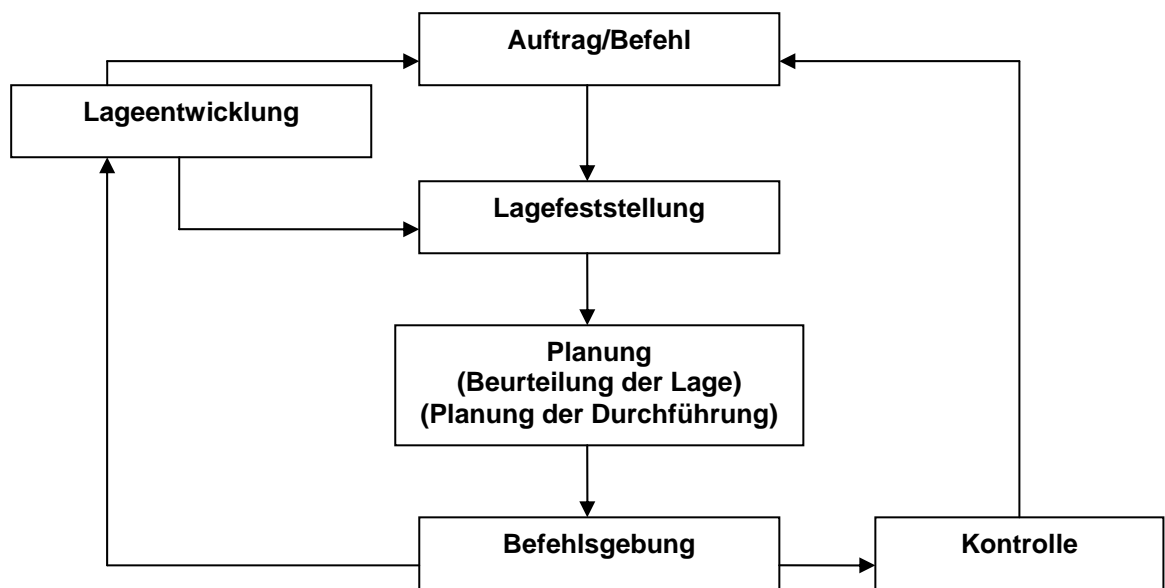 Auftrag/Befehl
Lageentwicklung
Lagefeststellung
Planung
(Beurteilung der Lage)
(Planung der Durchführung)
Befehlsgebung
Kontrolle